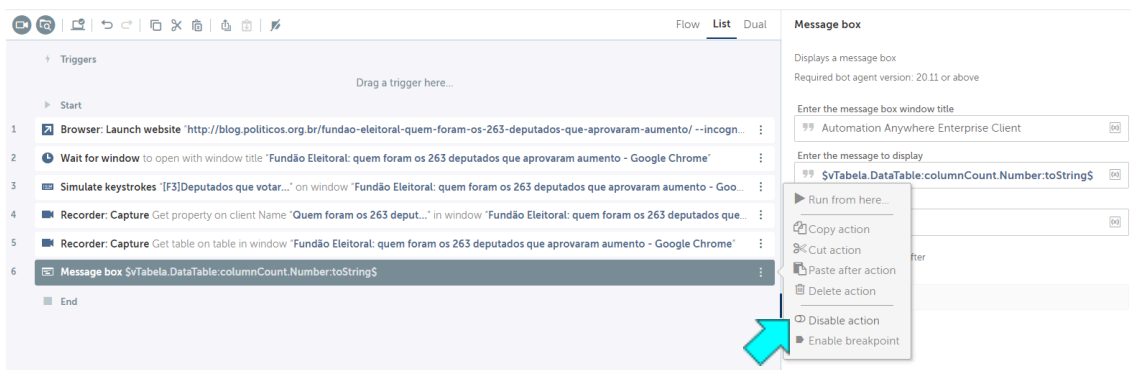 Flow List Dual
Triggers
Drag a trigger here...
Start
1 Browser: Launch website "http://blog.politicos.org.br/fundao-eleitoral-quem-foram-os-263-deputados-que-aprovaram-aumento/ --incogn...
2 Wait for window to open with window title "Fundão Eleitoral: quem foram os 263 deputados que aprovaram aumento - Google Chrome"
3 Simulate keystrokes "[F3]Deputados que votar..." on window "Fundão Eleitoral: quem foram os 263 deputados que aprovaram aumento - Goo...
4 Recorder: Capture Get property on client Name "Quem foram os 263 deput..." in window "Fundão Eleitoral: quem foram os 263 deputados que...
5 Recorder: Capture Get table on table in window "Fundão Eleitoral: quem foram os 263 deputados que aprovaram aumento - Google Chrome"
6 Message box $vTabela.DataTable:columnCount.Number:toString$
End
Message box
Displays a message box
Required bot agent version: 20.11 or above
Enter the message box window title
Automation Anywhere Enterprise Client
(x)
Enter the message to display
$vTabela.DataTable:columnCount.Number:toString$
(x)
(x)
fter
Run from here...
Copy action
Cut action
Paste after action
Delete action
Disable action
Enable breakpoint